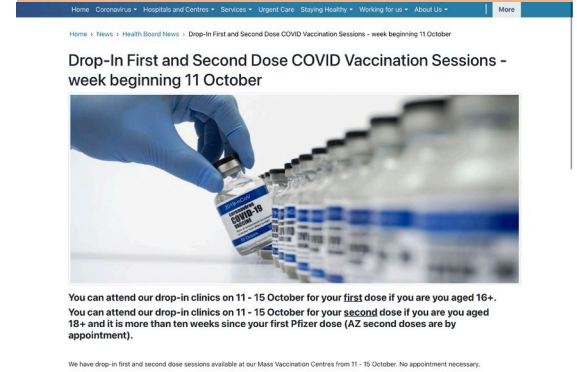 Home Coronavirus Hospitals and Centres Services Urgent Care Staying Healthy Working for us About Us More
Home › News › Health Board News › Drop-In First and Second Dose COVID Vaccination Sessions - week beginning 11 October
Drop-In First and Second Dose COVID Vaccination Sessions -
week beginning 11 October
2019-nCoV
coronavirus
COVID-19
VACCINE
You can attend our drop-in clinics on 11 - 15 October for your first dose if you are you aged 16+.
You can attend our drop-in clinics on 11 - 15 October for your second dose if you are you aged
18+ and it is more than ten weeks since your first Pfizer dose (AZ second doses are by
appointment).
We have drop-in first and second dose sessions available at our Mass Vaccination Centres from 11 - 15 October. No appointment necessary.